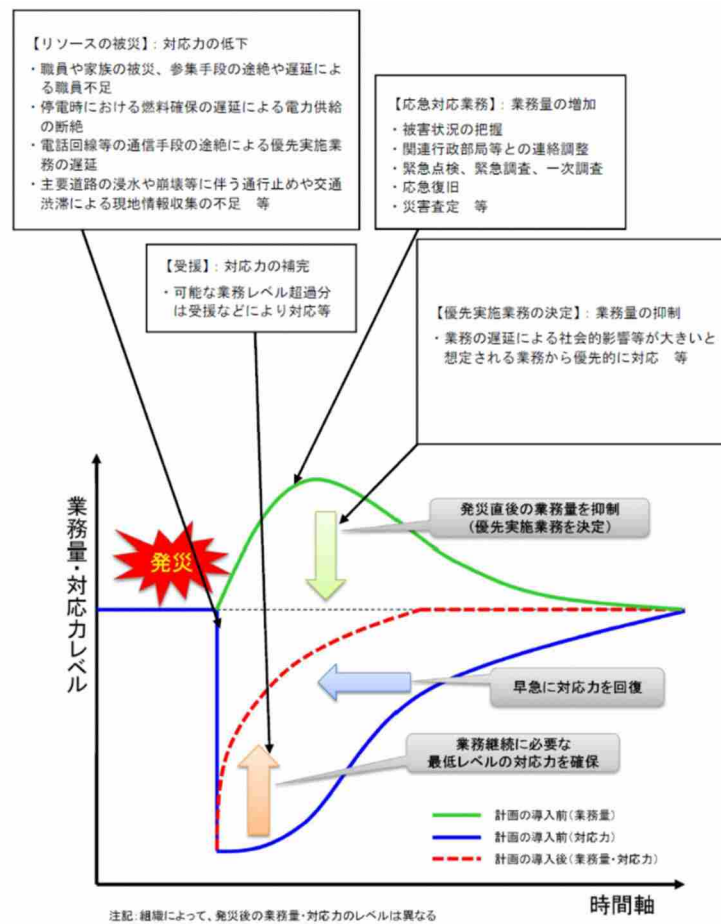 【リソースの被災】：対応力の低下
・職員や家族の被災、参集手段の途絶や遅延によ
る職員不足
・停電時における燃料確保の遅延による電力供給
の断絶
・電話回線等の通信手段の途絶による優先実施業
務の遅延
・主要道路の浸水や崩壊等に伴う通行止めや交通
渋滞による現地情報収集の不足　等
【応急対応業務】：業務量の増加
・被害状況の把握
・関連行政部局等との連絡調整
・緊急点検、緊急調査、一次調査
・応急復旧
・災害査定　等
【受援】：対応力の補完
・可能な業務レベル超過分
は受援などにより対応等
【優先実施業務の決定】：業務量の抑制
・業務の遅延による社会的影響等が大きいと
想定される業務から優先的に対応　等
業務量・対応力レベル
発災
発災直後の業務量を抑制
(優先実施業務を決定)
早急に対応力を回復
業務継続に必要な
最低レベルの対応力を確保
計画の導入前(業務量)
計画の導入前(対応力)
計画の導入後(業務量・対応力)
時間軸
注記：組織によって、発災後の業務量・対応力のレベルは異なる